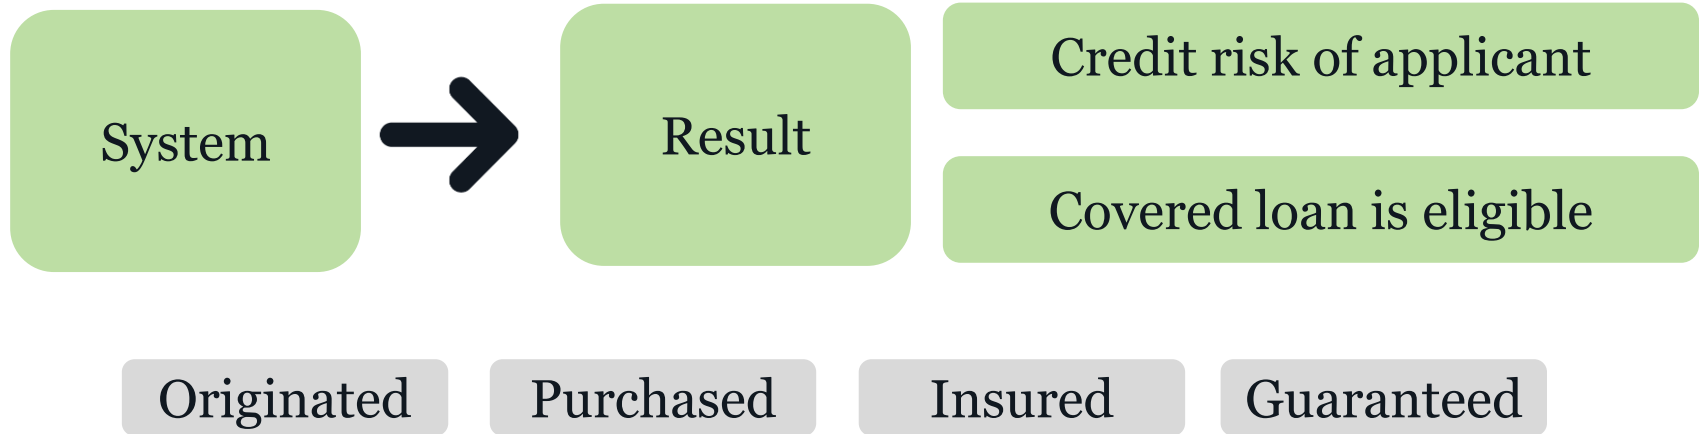 System
Result
Credit risk of applicant
Covered loan is eligible
Originated
Purchased
Insured
Guaranteed